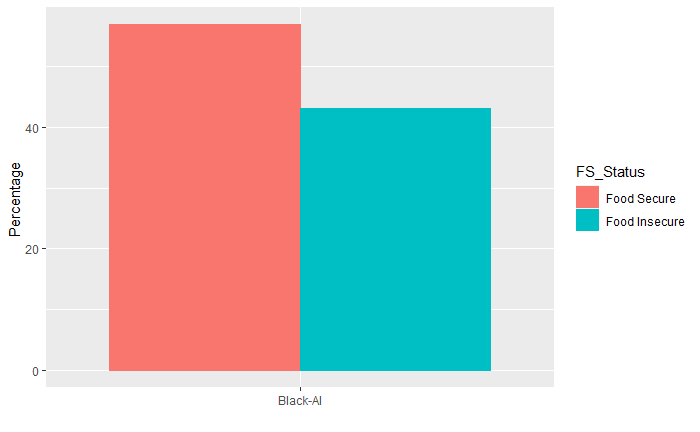 Percentage
40
20
0
Black-AI
FS_Status
Food Secure
Food Insecure